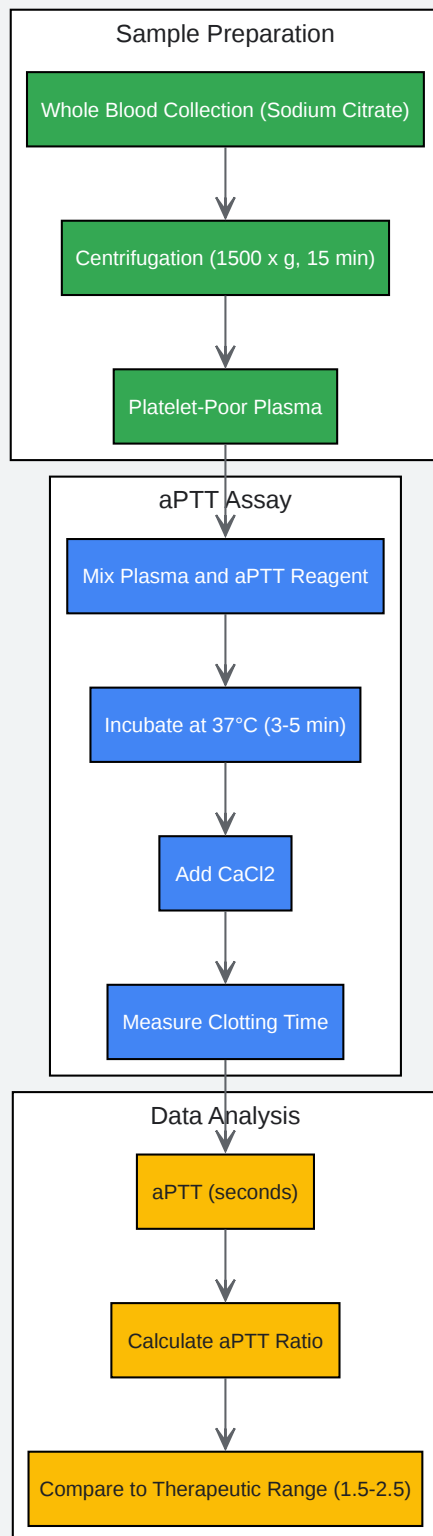 Sample Preparation
Whole Blood Collection (Sodium Citrate)
Centrifugation (1500 x g, 15 min)
Platelet-Poor Plasma
aPTT Assay
Mix Plasma and aPTT Reagent
Incubate at 37°C (3-5 min)
Add CaCl2
Measure Clotting Time
Data Analysis
aPTT (seconds)
Calculate aPTT Ratio
Compare to Therapeutic Range (1.5-2.5)